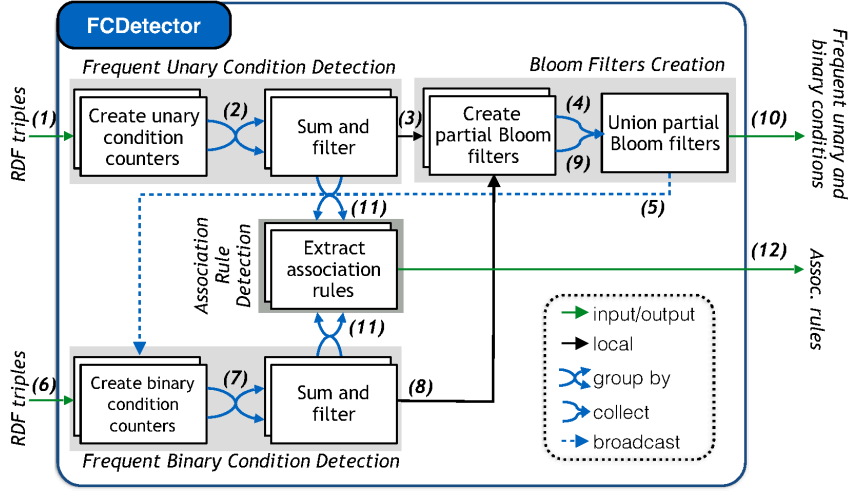 FCDetector
Frequent Unary Condition Detection
Bloom Filters Creation
RDF triples
(1)
Create unary
condition
counters
(2)
Sum and
filter
(3)
Create
partial Bloom
filters
(4)
(9)
Union partial
Bloom filters
(10)
Frequent unary and
binary conditions
(5)
(11)
Association
Rule
Detection
Extract
association
rules
(12)
Assoc. rules
(11)
RDF triples
(6)
Create binary
condition
counters
(7)
Sum and
filter
(8)
Frequent Binary Condition Detection
input/output
local
group by
collect
broadcast